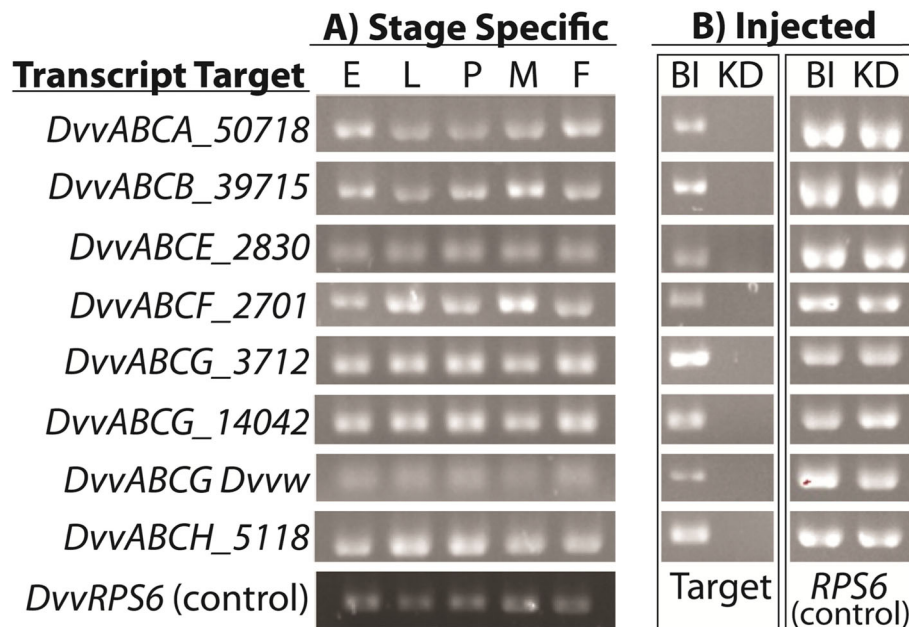 A) Stage Specific
B) Injected
Transcript Target
E L P M F
BI KD
BI KD
DvvABCA_50718
DvvABCB_39715
DvvABCE_2830
DvvABCF_2701
DvvABCG_3712
DvvABCG_14042
DvvABCG Dvvw
DvvABCH_5118
DvvRPS6 (control)
Target
RPS6
(control)